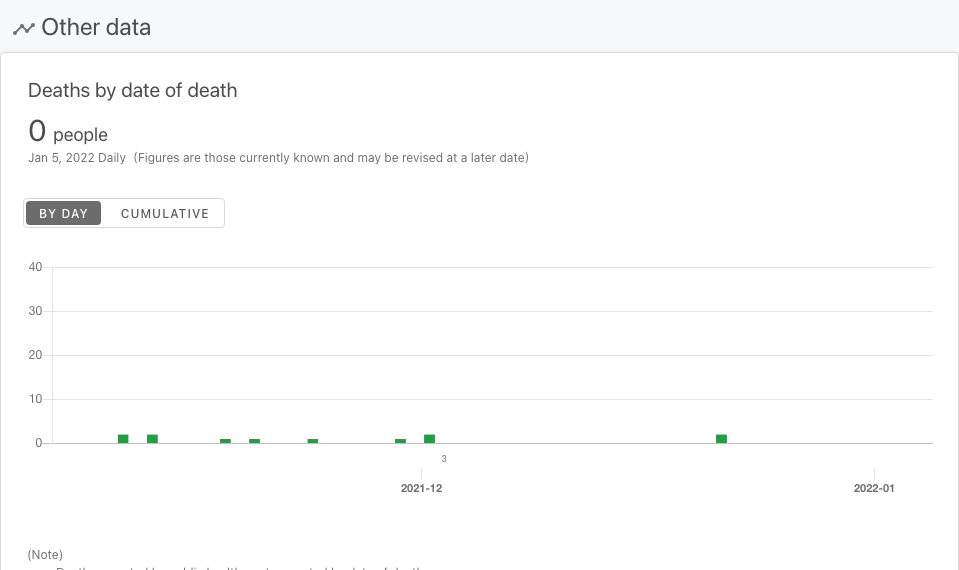 Other data
Deaths by date of death
0 people
Jan 5, 2022 Daily (Figures are those currently known and may be revised at a later date)
BY DAY CUMULATIVE
40
30
20
10
0
3
2021-12 2022-01
(Note)